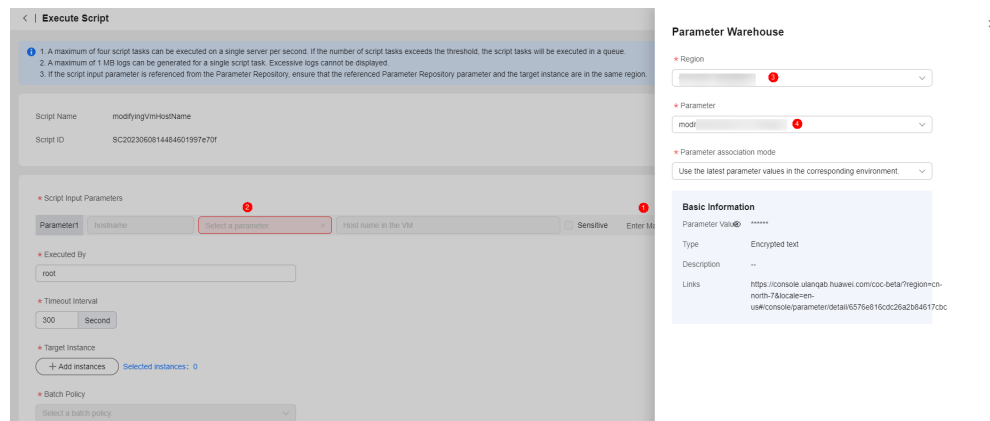 Execute Script
1. A maximum of four script tasks can be executed on a single server per second. If the number of script tasks exceeds the threshold, the script tasks will be executed in a queue.
2. A maximum of 1 MB logs can be generated for a single script task. Excessive logs cannot be displayed.
3. If the script input parameter is referenced from the Parameter Repository, ensure that the referenced Parameter Repository parameter and the target instance are in the same region.
Script Name modifyingVmHostName
Script ID SC2023060814484601997e70f
* Script Input Parameters
2
1
Parameter1 hostname Select a parameter. Host name in the VM Sensitive Enter Ma
* Executed By
root
* Timeout Interval
300 Second
* Target Instance
+ Add instances Selected instances: 0
* Batch Policy
Select a batch policy.
Parameter Warehouse
* Region
3
* Parameter
4
* Parameter association mode
Use the latest parameter values in the corresponding environment.
Basic Information
Parameter Value ******
Type Encrypted text
Description --
Links https://console.ulanqab.huawei.com/coc-beta/?region=cn-
north-7&locale=en-
us#/console/parameter/detail/6576e816cdc26a2b84617cbc